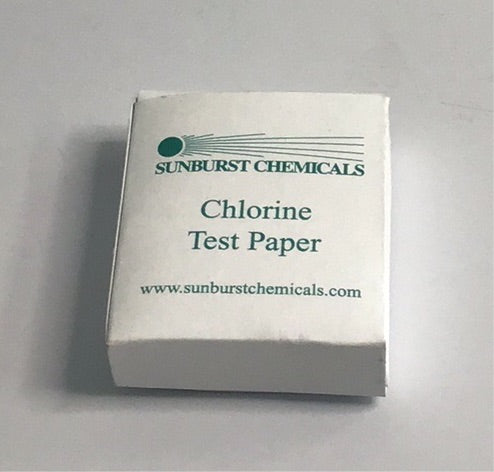 SUNBURST CHEMICALS
Chlorine
Test Paper
www.sunburstchemicals.com